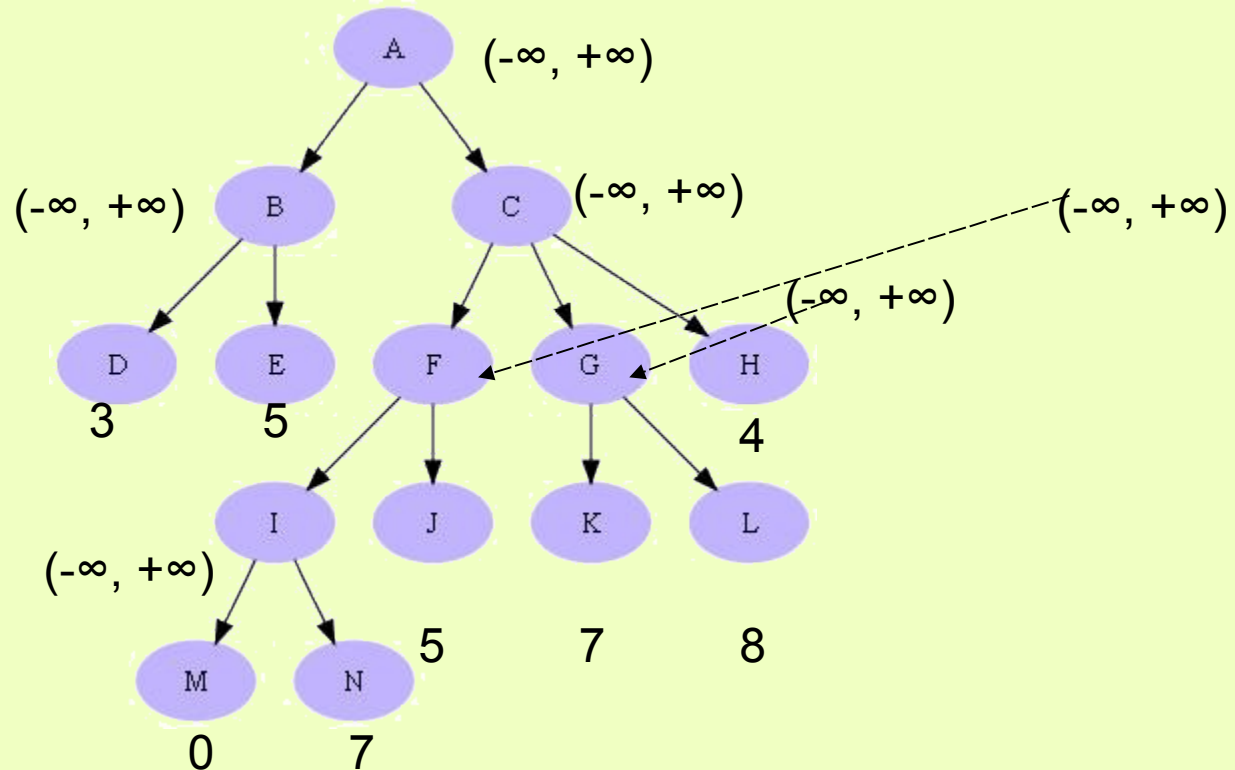 A
(-∞, +∞)
B
(-∞, +∞)
C
(-∞, +∞)
(-∞, +∞)
(-∞, +∞)
D
E
F
G
H
3
5
4
I
J
K
L
(-∞, +∞)
5
7
8
M
N
0
7